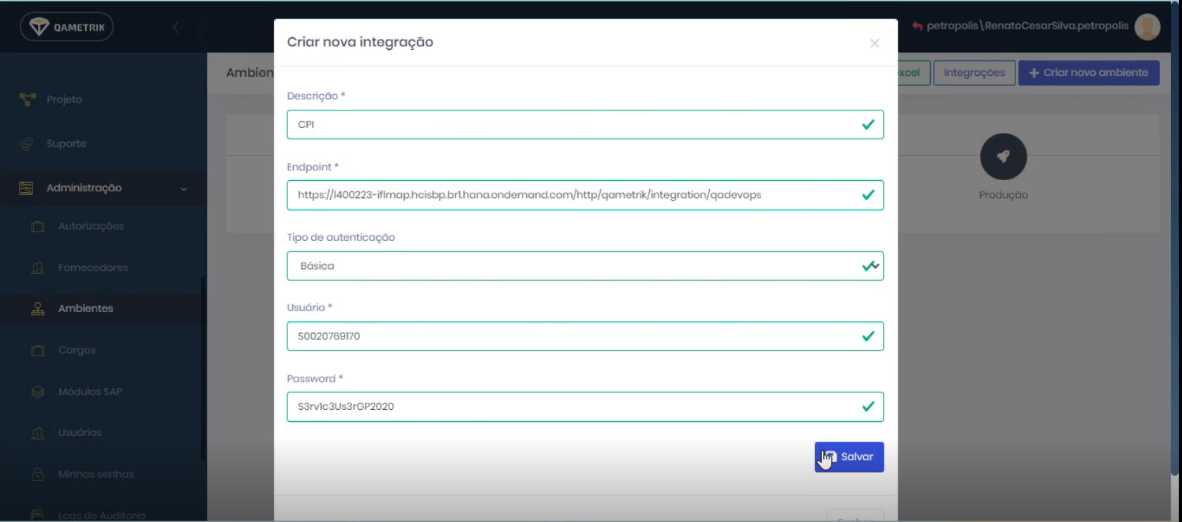 QAMETRIK
petropolis\RenatoCesarSilva.petropolis
Criar nova integração
×
Ambien
xcel
Integrações
+ Criar novo ambiente
Projeto
Suporte
Administração
Autorizações
Fornecedores
Ambientes
Cargos
Módulos SAP
Usuários
Minhas senhas
Logs de Auditoria
Descrição *
CPI
Endpoint *
https://l400223-iflmap.hcisbp.br1.hana.ondemand.com/http/qametrik/integration/qadevops
Tipo de autenticação
Básica
Usuário *
S0020769170
Password *
S3rv1c3Us3rGP2020
Salvar
Produção